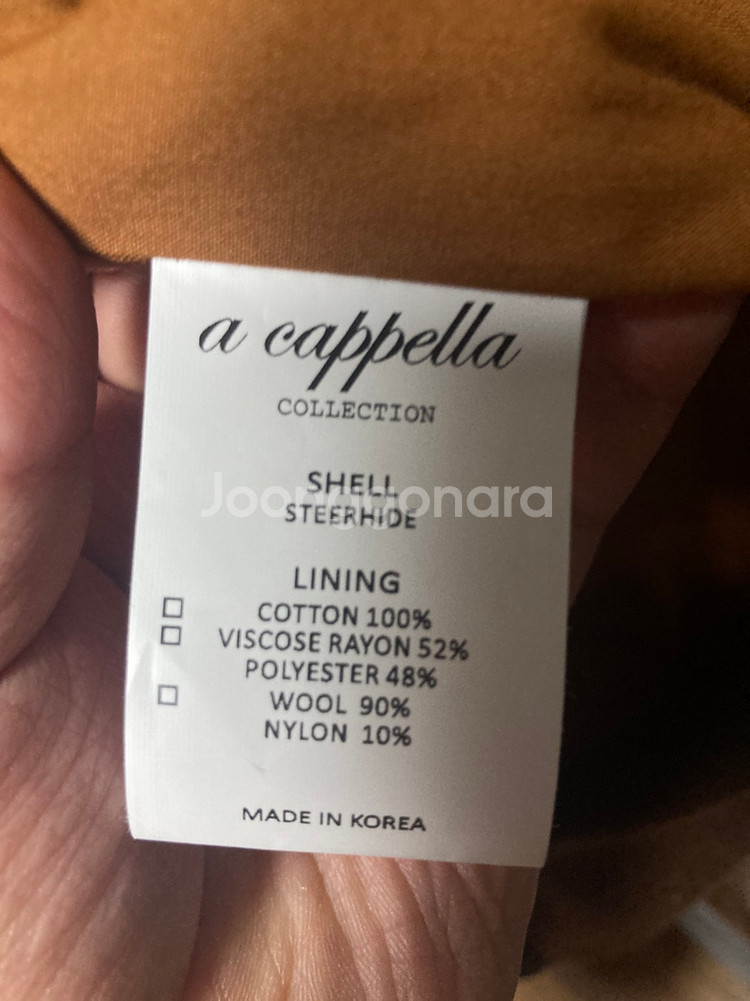 a cappella
COLLECTION
SHELL
Joonggonara
STEERHIDE
LINING
☐ COTTON 100%
☐ VISCOSE RAYON 52%
POLYESTER 48%
☐ WOOL 90%
NYLON 10%
MADE IN KOREA